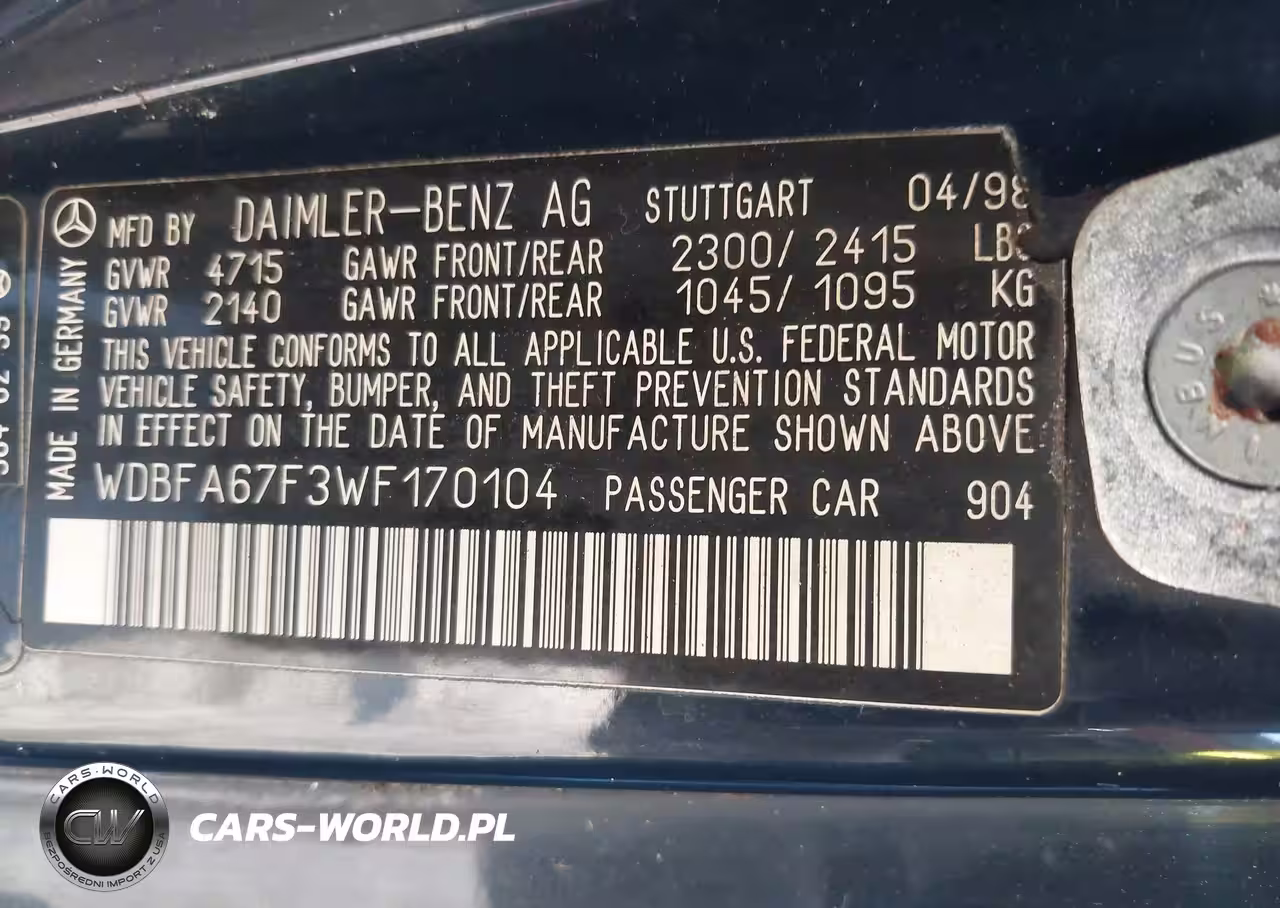 MFD BY DAIMLER-BENZ AG STUTTGART 04/98
GVWR 4715 GAWR FRONT/REAR 2300/ 2415 LBS
GVWR 2140 GAWR FRONT/REAR 1045/ 1095 KG
THIS VEHICLE CONFORMS TO ALL APPLICABLE U.S. FEDERAL MOTOR
VEHICLE SAFETY, BUMPER, AND THEFT PREVENTION STANDARDS
IN EFFECT ON THE DATE OF MANUFACTURE SHOWN ABOVE
WDBFA67F3WF170104 PASSENGER CAR 904
MADE IN GERMANY
CARS-WORLD
CW
BEZPOŚREDNI IMPORT Z USA
CARS-WORLD.PL